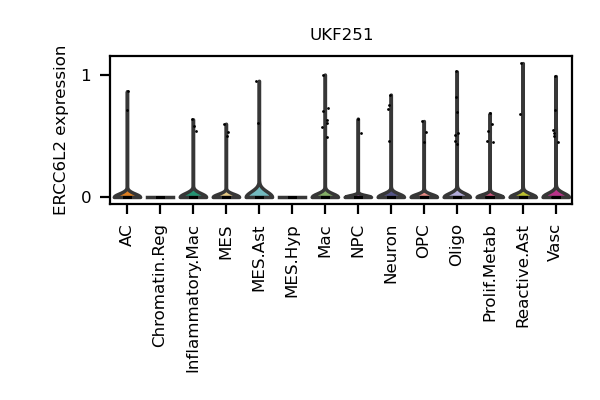 UKF251
ERCC6L2 expression
1
0
AC
Chromatin.Reg
Inflammatory.Mac
MES
MES.Ast
MES.Hyp
Mac
NPC
Neuron
OPC
Oligo
Prolif.Metab
Reactive.Ast
Vasc